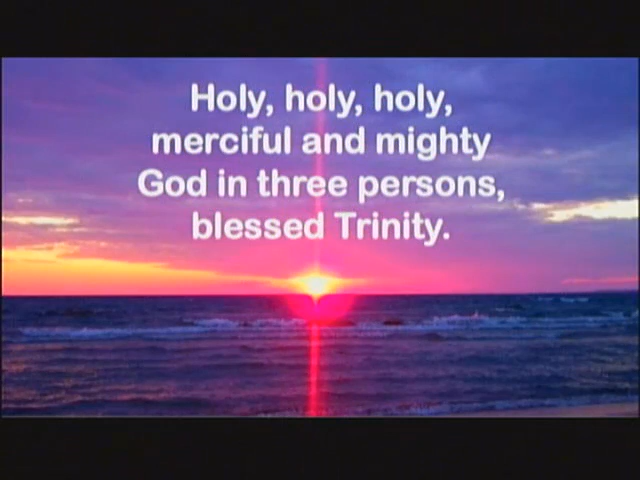 Holy, holy, holy,
merciful and mighty
God in three persons,
blessed Trinity.